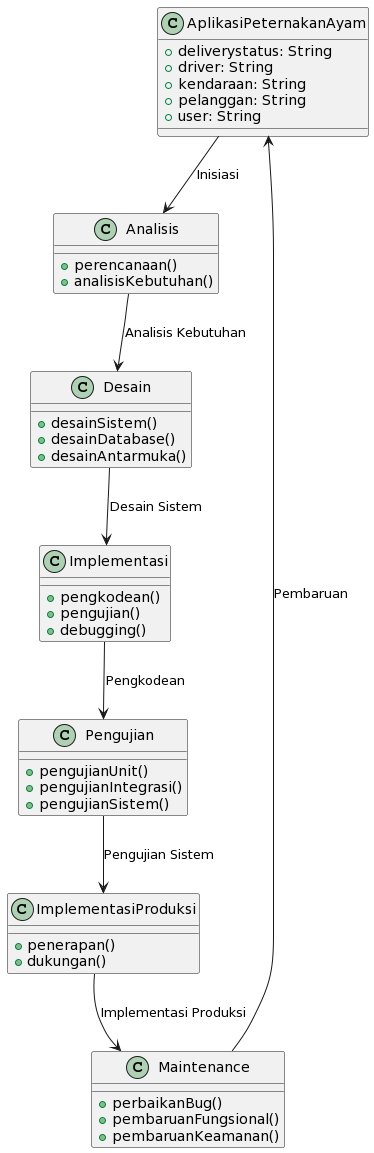 C AplikasiPeternakanAyam
deliverystatus: String
driver: String
kendaraan: String
pelanggan: String
user: String
Inisiasi
C Analisis
perencanaan()
analisisKebutuhan()
Analisis Kebutuhan
C Desain
desainSistem()
desainDatabase()
desainAntarmuka()
Desain Sistem
C Implementasi
pengkodean()
pengujian()
debugging()
Pembaruan
Pengkodean
C Pengujian
pengujianUnit()
pengujianIntegrasi()
pengujianSistem()
Pengujian Sistem
C ImplementasiProduksi
penerapan()
dukungan()
Implementasi Produksi
C Maintenance
perbaikanBug()
pembaruanFungsional()
pembaruanKeamanan()